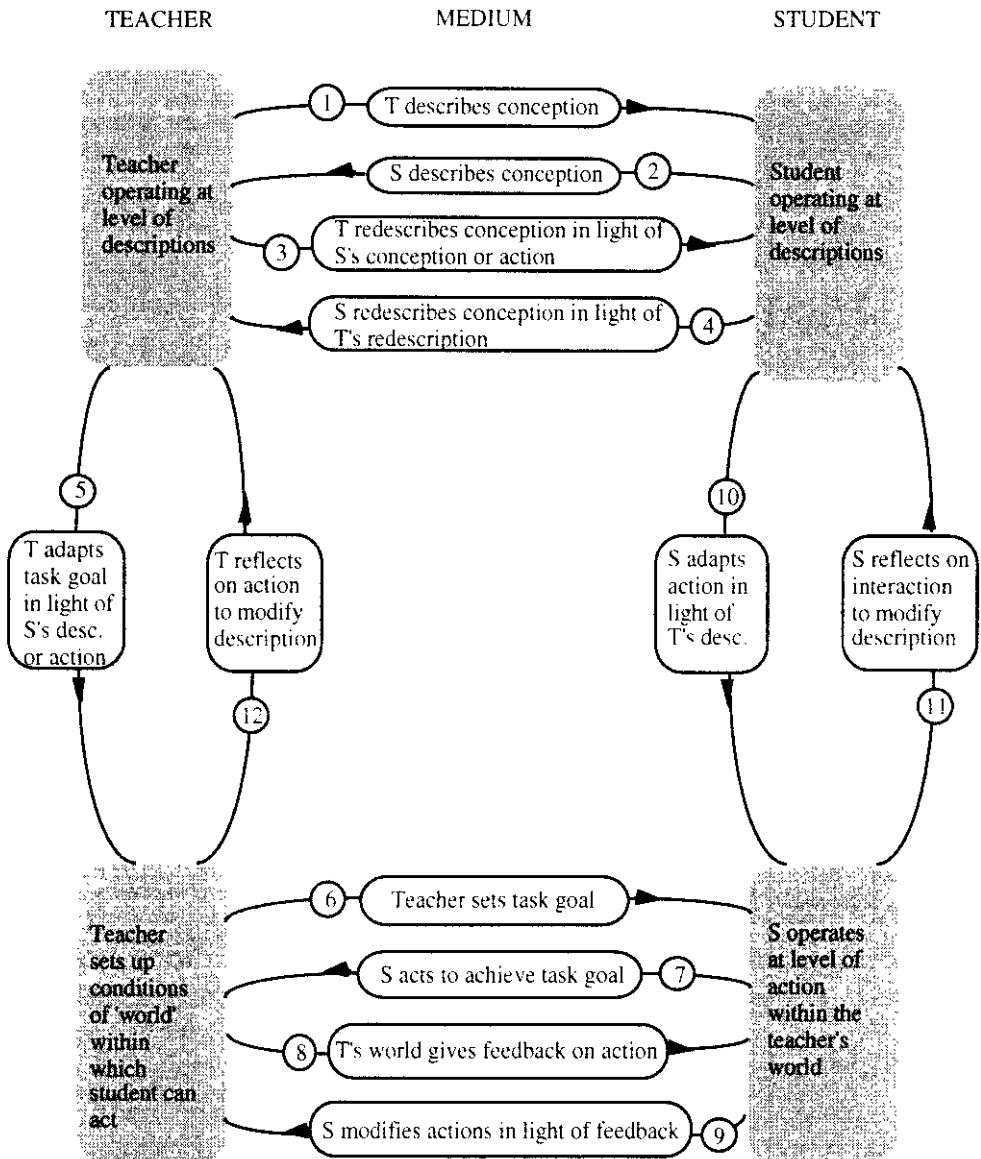 TEACHER MEDIUM STUDENT
1 T describes conception
Teacher
operating at
level of
descriptions
S describes conception 2
Student
operating at
level of
descriptions
3 T redescribes conception in light of
S's conception or action
S redescribes conception in light of
T's redescription
4
5
T adapts
task goal
in light of
S's desc.
or action
T reflects
on action
to modify
description
12
10
S adapts
action in
light of
T's desc.
S reflects on
interaction
to modify
description
11
Teacher
sets up
conditions
of 'world'
within
which
student can
act
6 Teacher sets task goal
S acts to achieve task goal 7
8 T's world gives feedback on action
S modifies actions in light of feedback 9
S operates
at level of
action
within the
teacher's
world